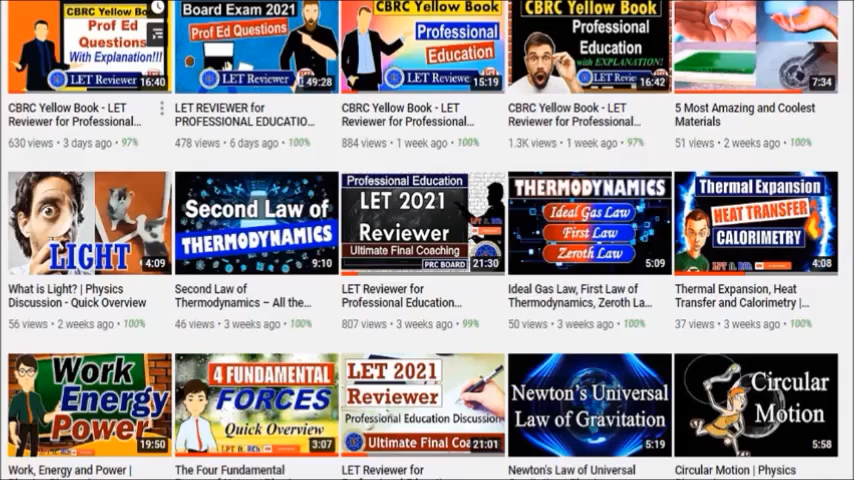 CBRC Yellow Book
Prof Ed
Questions
With Explanation!!!
LET Reviewer
16:40
Board Exam 2021
Prof Ed Questions
LET Reviewer
49:28
CBRC Yellow Book
Professional
Education
LET Reviewer
15:19
CBRC Yellow Book
Professional
Education
with EXPLANATION!
LET Reviewer
16:42
7:34
CBRC Yellow Book - LET
Reviewer for Professional...
630 views • 3 days ago • 97%
LET REVIEWER for
PROFESSIONAL EDUCATIO...
478 views • 6 days ago • 100%
CBRC Yellow Book - LET
Reviewer for Professional...
884 views • 1 week ago • 100%
CBRC Yellow Book - LET
Reviewer for Professional...
1.3K views • 1 week ago • 97%
5 Most Amazing and Coolest
Materials
51 views • 2 weeks ago • 100%
LIGHT
4:09
Second Law of
THERMODYNAMICS
9:10
Professional Education
LET 2021
Reviewer
Ultimate Final Coaching
PRC BOARD
21:30
THERMODYNAMICS
Ideal Gas Law
First Law
Zeroth Law
5:09
Thermal Expansion
HEAT TRANSFER
CALORIMETRY
4:08
What is Light? | Physics
Discussion - Quick Overview
56 views • 2 weeks ago • 100%
Second Law of
Thermodynamics – All the...
46 views • 3 weeks ago • 100%
LET Reviewer for
Professional Education...
807 views • 3 weeks ago • 99%
Ideal Gas Law, First Law of
Thermodynamics, Zeroth La...
50 views • 3 weeks ago • 100%
Thermal Expansion, Heat
Transfer and Calorimetry |...
37 views • 3 weeks ago • 100%
Work
Energy
Power
19:50
4 FUNDAMENTAL
FORCES
Quick Overview
3:07
LET 2021
Reviewer
Professional Education Discussion
Ultimate Final Coa
21:01
Newton's Universal
Law of Gravitation
5:19
Circular
Motion
5:58
Work, Energy and Power |
The Four Fundamental
LET Reviewer for
Newton's Law of Universal
Circular Motion | Physics